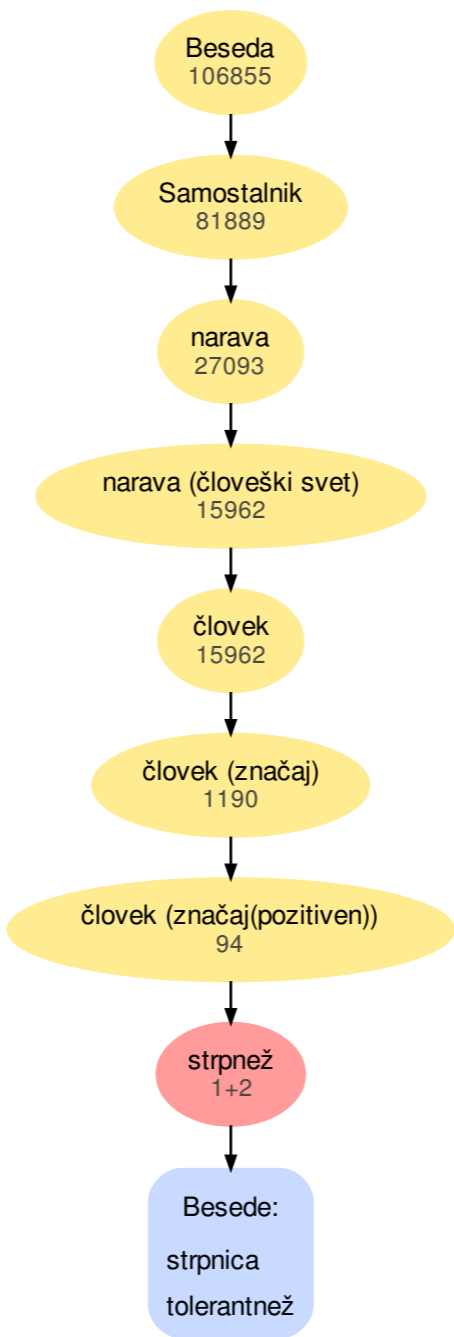 Beseda
106855
Samostalnik
81889
narava
27093
narava (človeški svet)
15962
človek
15962
človek (značaj)
1190
človek (značaj(pozitiven))
94
strpnež
1+2
Besede:
strpnica
tolerantnež